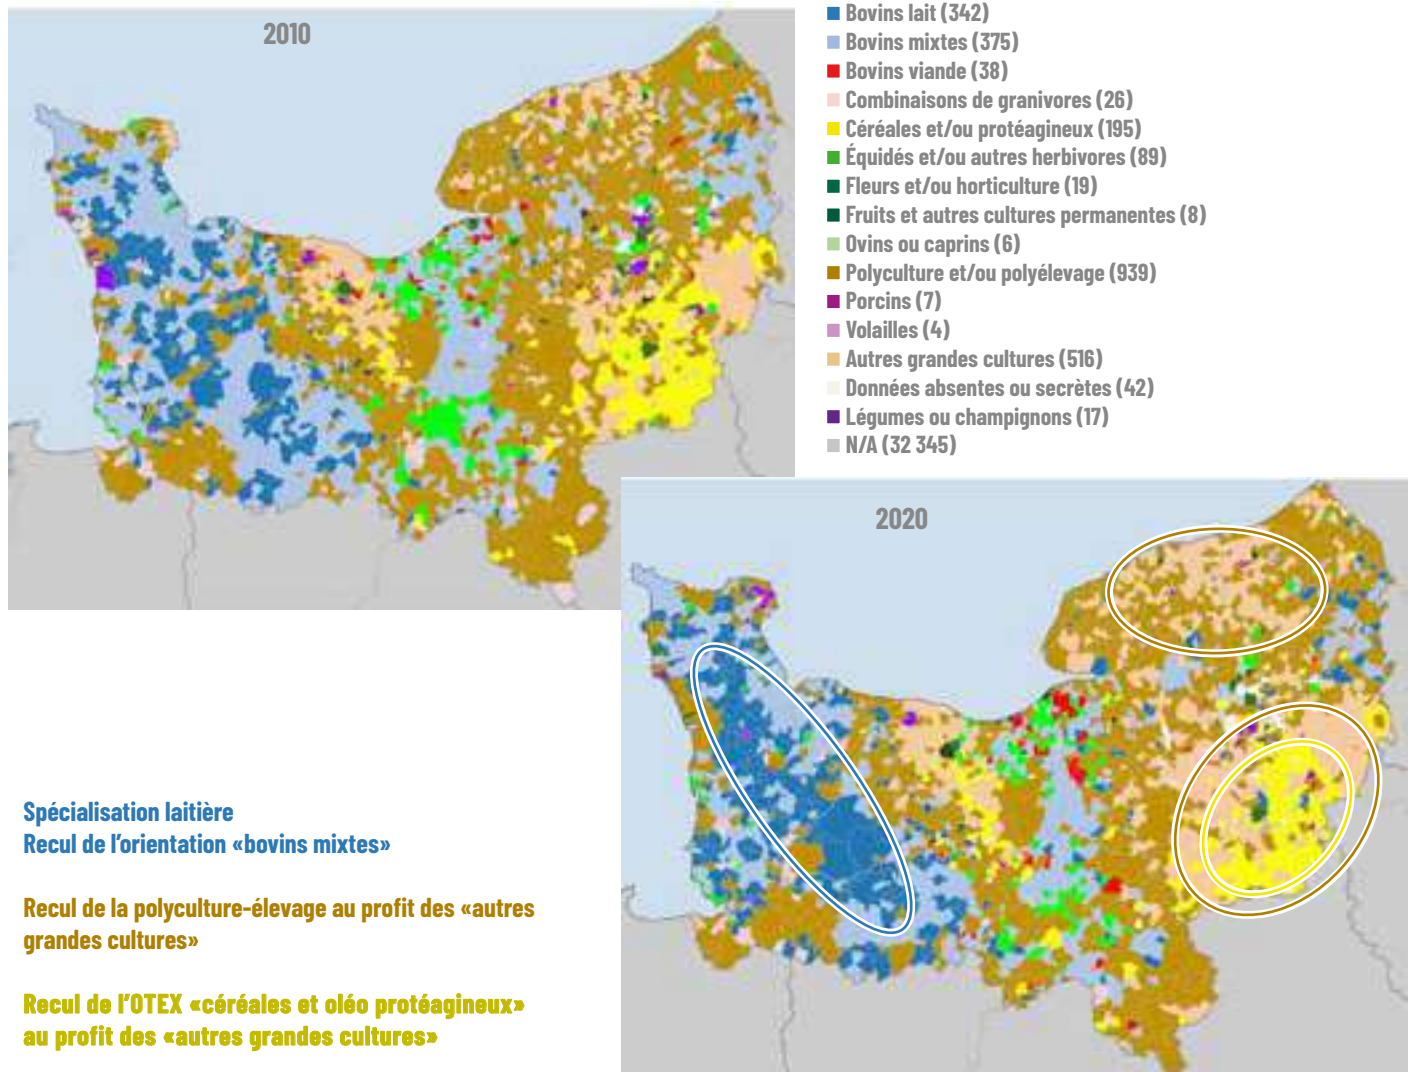 2010
Bovins lait (342)
Bovins mixtes (375)
Bovins viande (38)
Combinaisons de granivores (26)
Céréales et/ou protéagineux (195)
Équidés et/ou autres herbivores (89)
Fleurs et/ou horticulture (19)
Fruits et autres cultures permanentes (8)
Ovins ou caprins (6)
Polyculture et/ou polyélevage (939)
Porcins (7)
Volailles (4)
Autres grandes cultures (516)
Données absentes ou secrètes (42)
Légumes ou champignons (17)
N/A (32 345)
2020
Spécialisation laitière
Recul de l'orientation «bovins mixtes»
Recul de la polyculture-élevage au profit des «autres
grandes cultures»
Recul de l'OTEX «céréales et oléo protéagineux»
au profit des «autres grandes cultures»